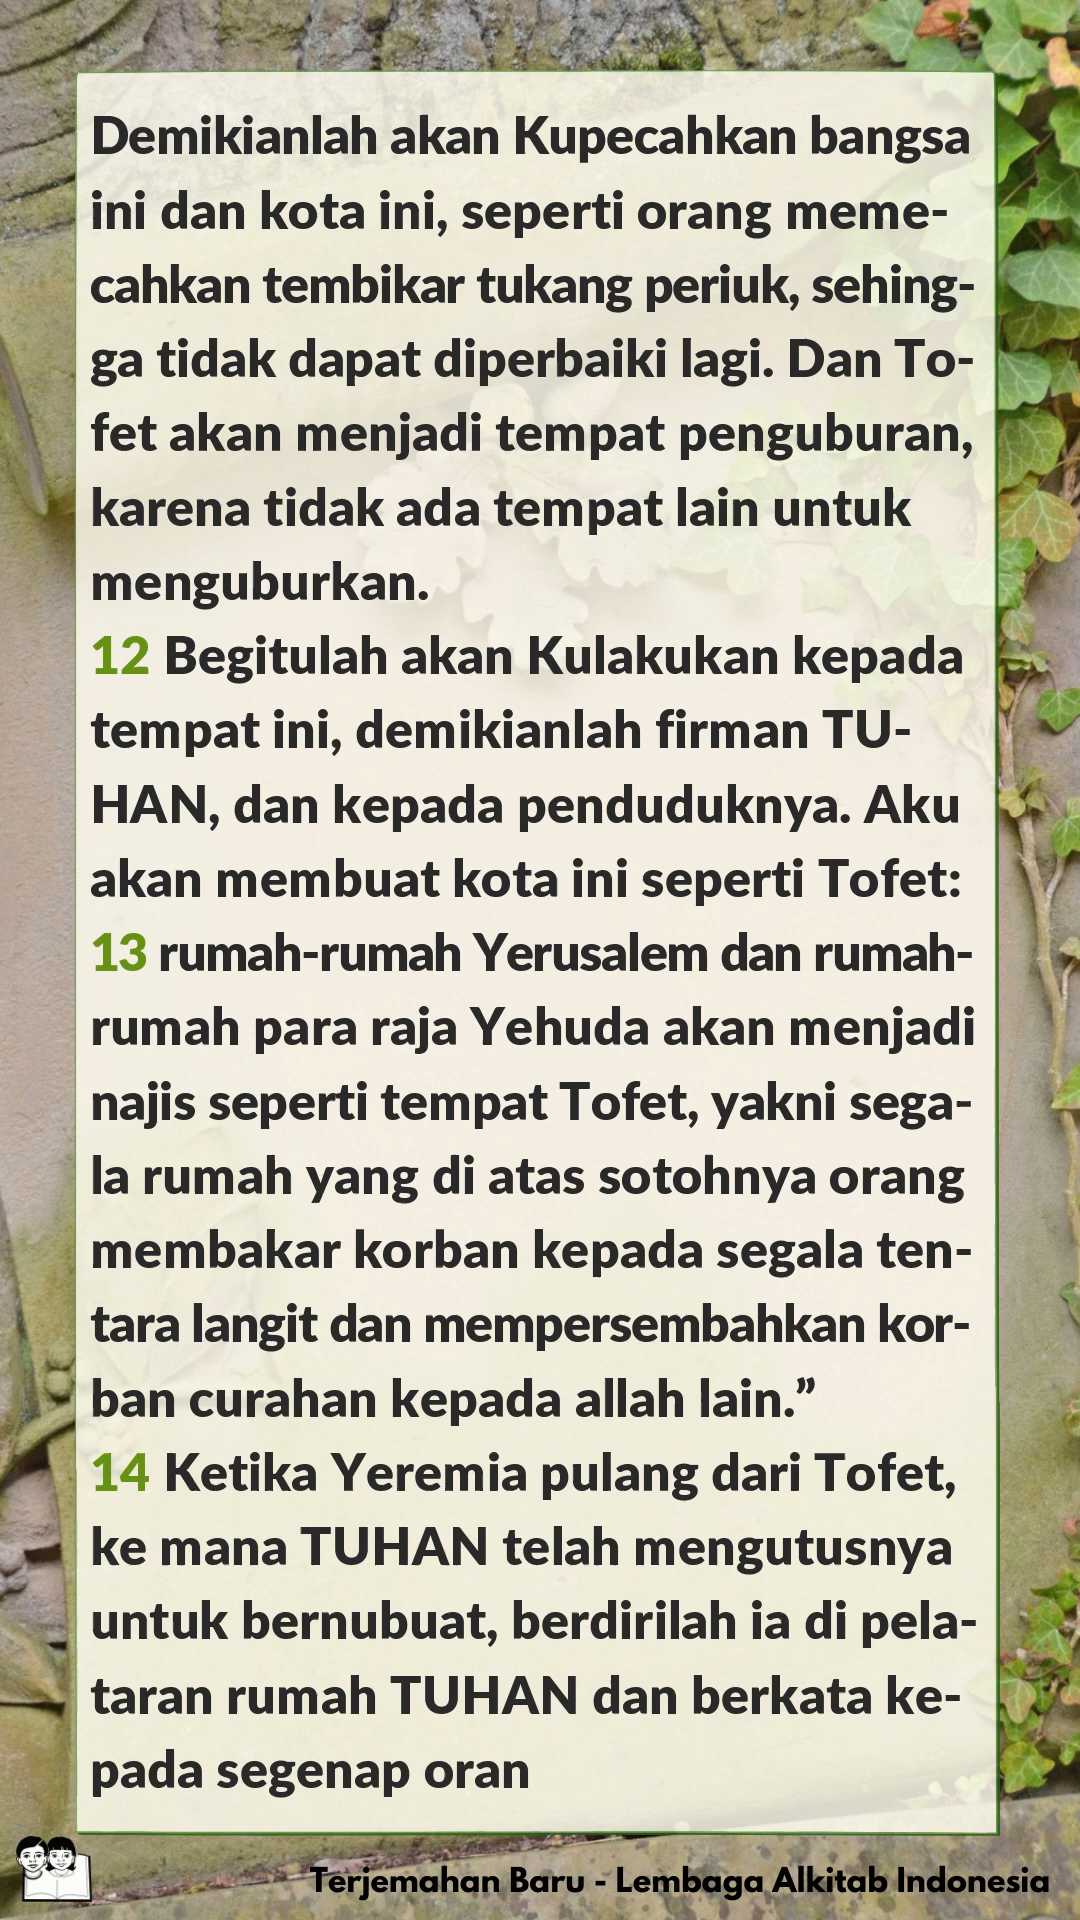 Demikianlah akan Kupecahkan bangsa
ini dan kota ini, seperti orang meme-
cahkan tembikar tukang periuk, sehing-
ga tidak dapat diperbaiki lagi. Dan To-
fet akan menjadi tempat penguburan,
karena tidak ada tempat lain untuk
menguburkan.
12 Begitulah akan Kulakukan kepada
tempat ini, demikianlah firman TU-
HAN, dan kepada penduduknya. Aku
akan membuat kota ini seperti Tofet:
13 rumah-rumah Yerusalem dan rumah-
rumah para raja Yehuda akan menjadi
najis seperti tempat Tofet, yakni sega-
la rumah yang di atas sotohnya orang
membakar korban kepada segala ten-
tara langit dan mempersembahkan kor-
ban curahan kepada allah lain.”
14 Ketika Yeremia pulang dari Tofet,
ke mana TUHAN telah mengutusnya
untuk bernubuat, berdirilah ia di pela-
taran rumah TUHAN dan berkata ke-
pada segenap oran
Terjemahan Baru - Lembaga Alkitab Indonesia